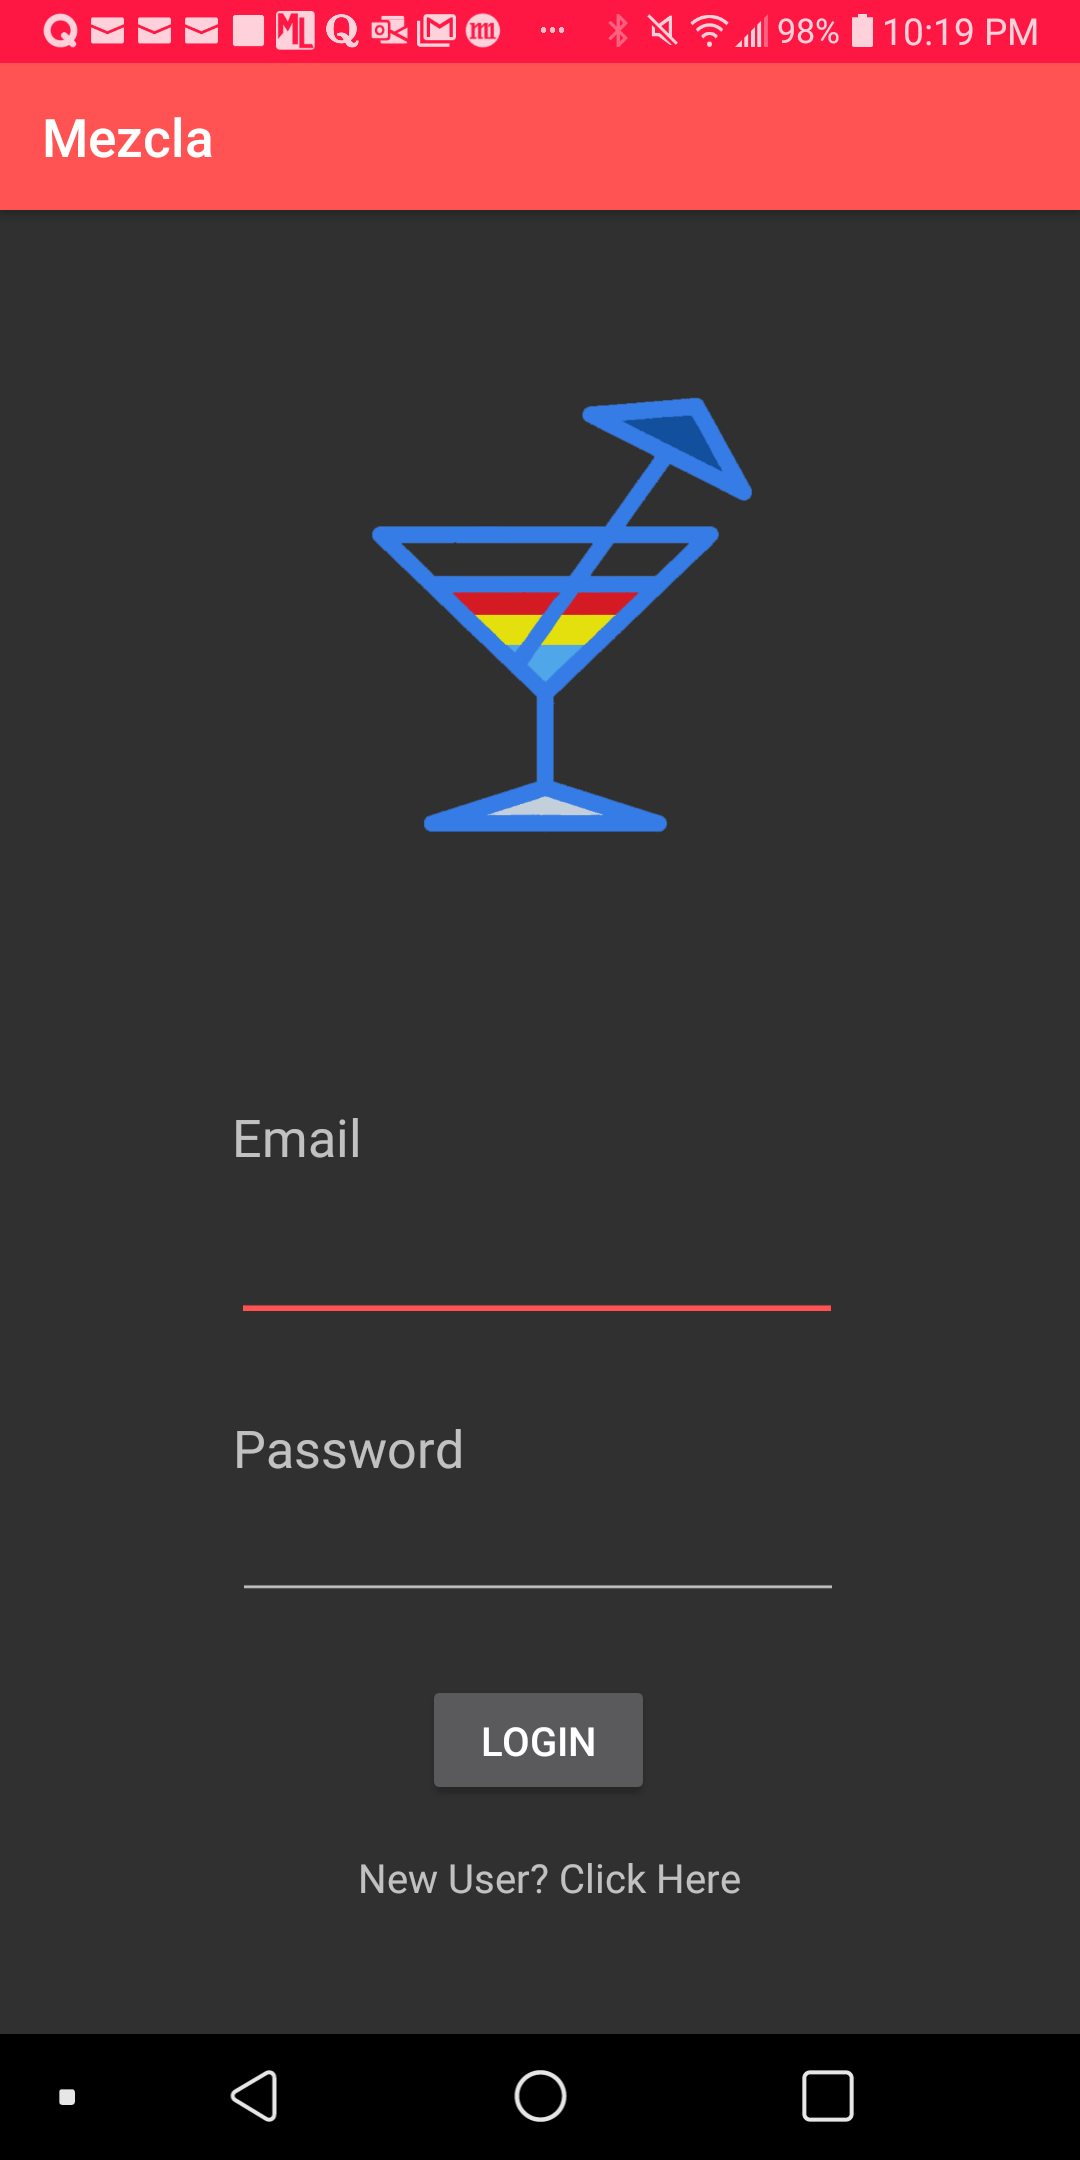 98% 10:19 PM
Mezcla
Email
Password
LOGIN
New User? Click Here